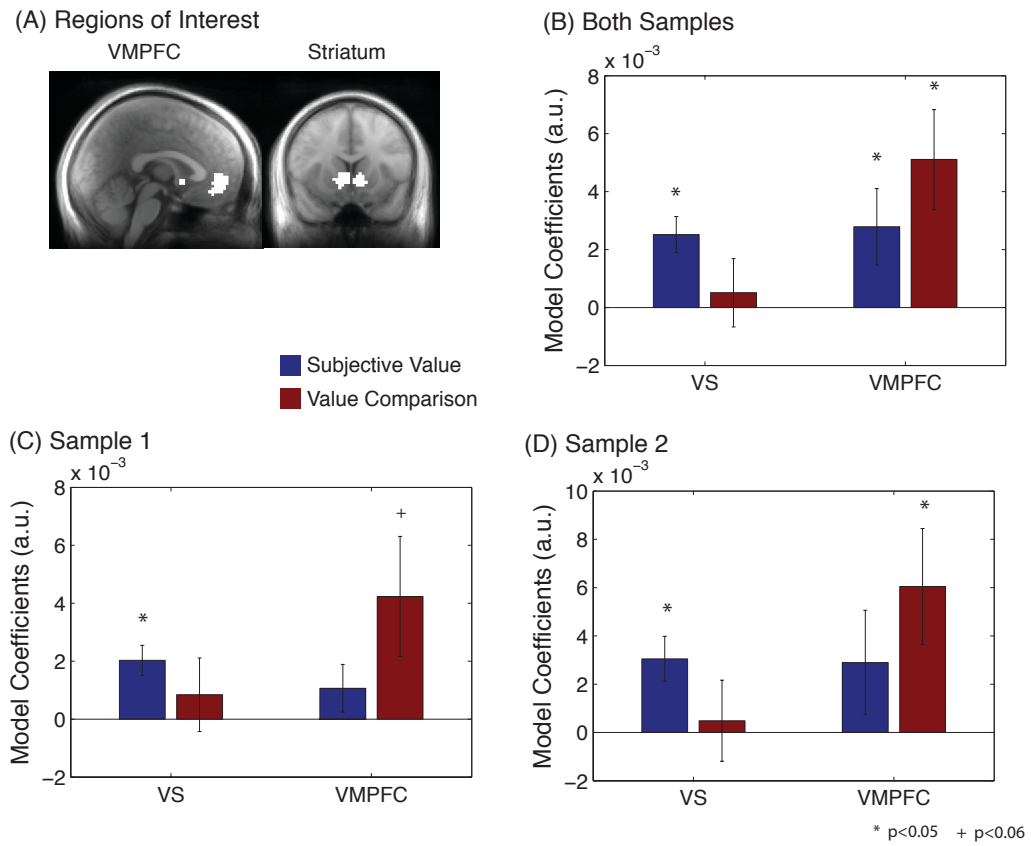 (A) Regions of Interest
VMPFC Striatum
Subjective Value
Value Comparison
(B) Both Samples
x 10⁻³
8
6
4
2
0
−2
Model Coefficients (a.u.)
* * *
VS VMPFC
(C) Sample 1
x 10⁻³
8
6
4
2
0
−2
Model Coefficients (a.u.)
* +
VS VMPFC
(D) Sample 2
x 10⁻³
10
8
6
4
2
0
−2
Model Coefficients (a.u.)
* *
VS VMPFC
* p<0.05 + p<0.06